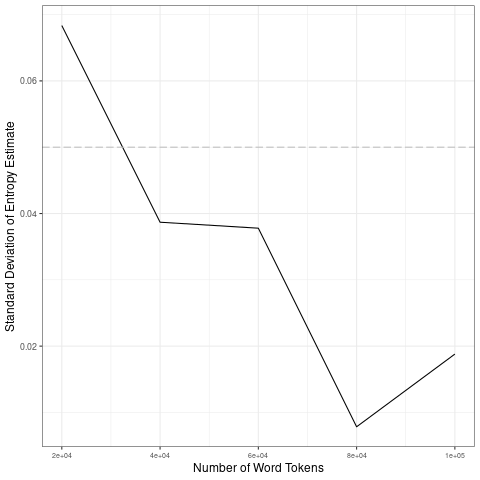 Standard Deviation of Entropy Estimate
0.06
0.04
0.02
2e+04 4e+04 6e+04 8e+04 1e+05
Number of Word Tokens